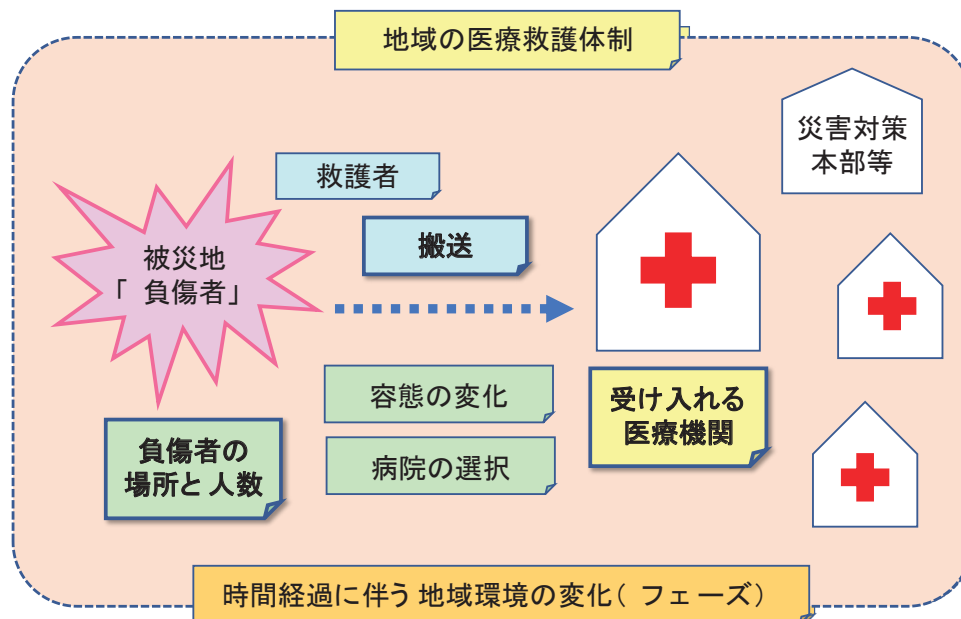 地域の医療救護体制
災害対策
本部等
救護者
搬送
被災地
「負傷者」
容態の変化
病院の選択
受け入れる
医療機関
負傷者の
場所と人数
時間経過に伴う地域環境の変化(フェーズ)